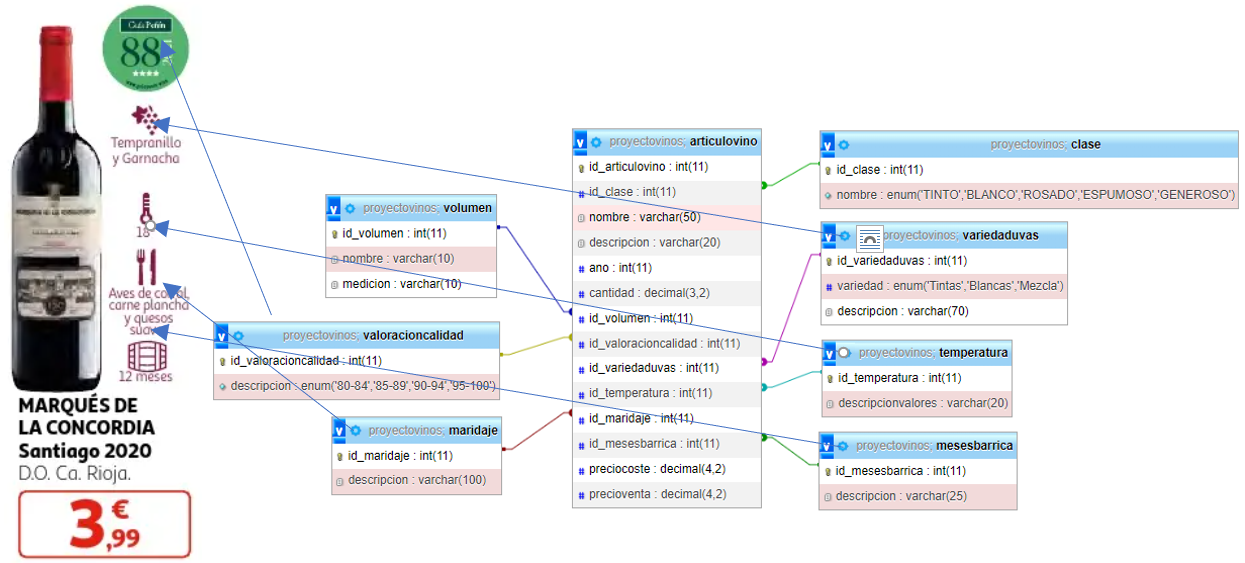 Guía Peñín
88
Tempranillo
y Garnacha
18
Aves de corral,
carne plancha
y quesos
suav
12 meses
MARQUÉS DE
LA CONCORDIA
Santiago 2020
D.O. Ca. Rioja.
3,99 €
proyectovinos; volumen
id_volumen : int(11)
nombre : varchar(10)
medicion : varchar(10)
proyectovinos; valoracioncalidad
id_valoracioncalidad : int(11)
descripcion : enum('80-84','85-89','90-94','95-100')
proyectovinos; maridaje
id_maridaje : int(11)
descripcion : varchar(100)
proyectovinos; articulovino
id_articulovino : int(11)
id_clase : int(11)
nombre : varchar(50)
descripcion : varchar(20)
ano : int(11)
cantidad : decimal(3,2)
id_volumen : int(11)
id_valoracioncalidad : int(11)
id_variedaduvas : int(11)
id_temperatura : int(11)
id_maridaje : int(11)
id_mesesbarrica : int(11)
preciocoste : decimal(4,2)
precioventa : decimal(4,2)
proyectovinos; clase
id_clase : int(11)
nombre : enum('TINTO','BLANCO','ROSADO','ESPUMOSO','GENEROSO')
proyectovinos; variedaduvas
id_variedaduvas : int(11)
variedad : enum('Tintas','Blancas','Mezcla')
descripcion : varchar(70)
proyectovinos; temperatura
id_temperatura : int(11)
descripcionvalores : varchar(20)
proyectovinos; mesesbarrica
id_mesesbarrica : int(11)
descripcion : varchar(25)